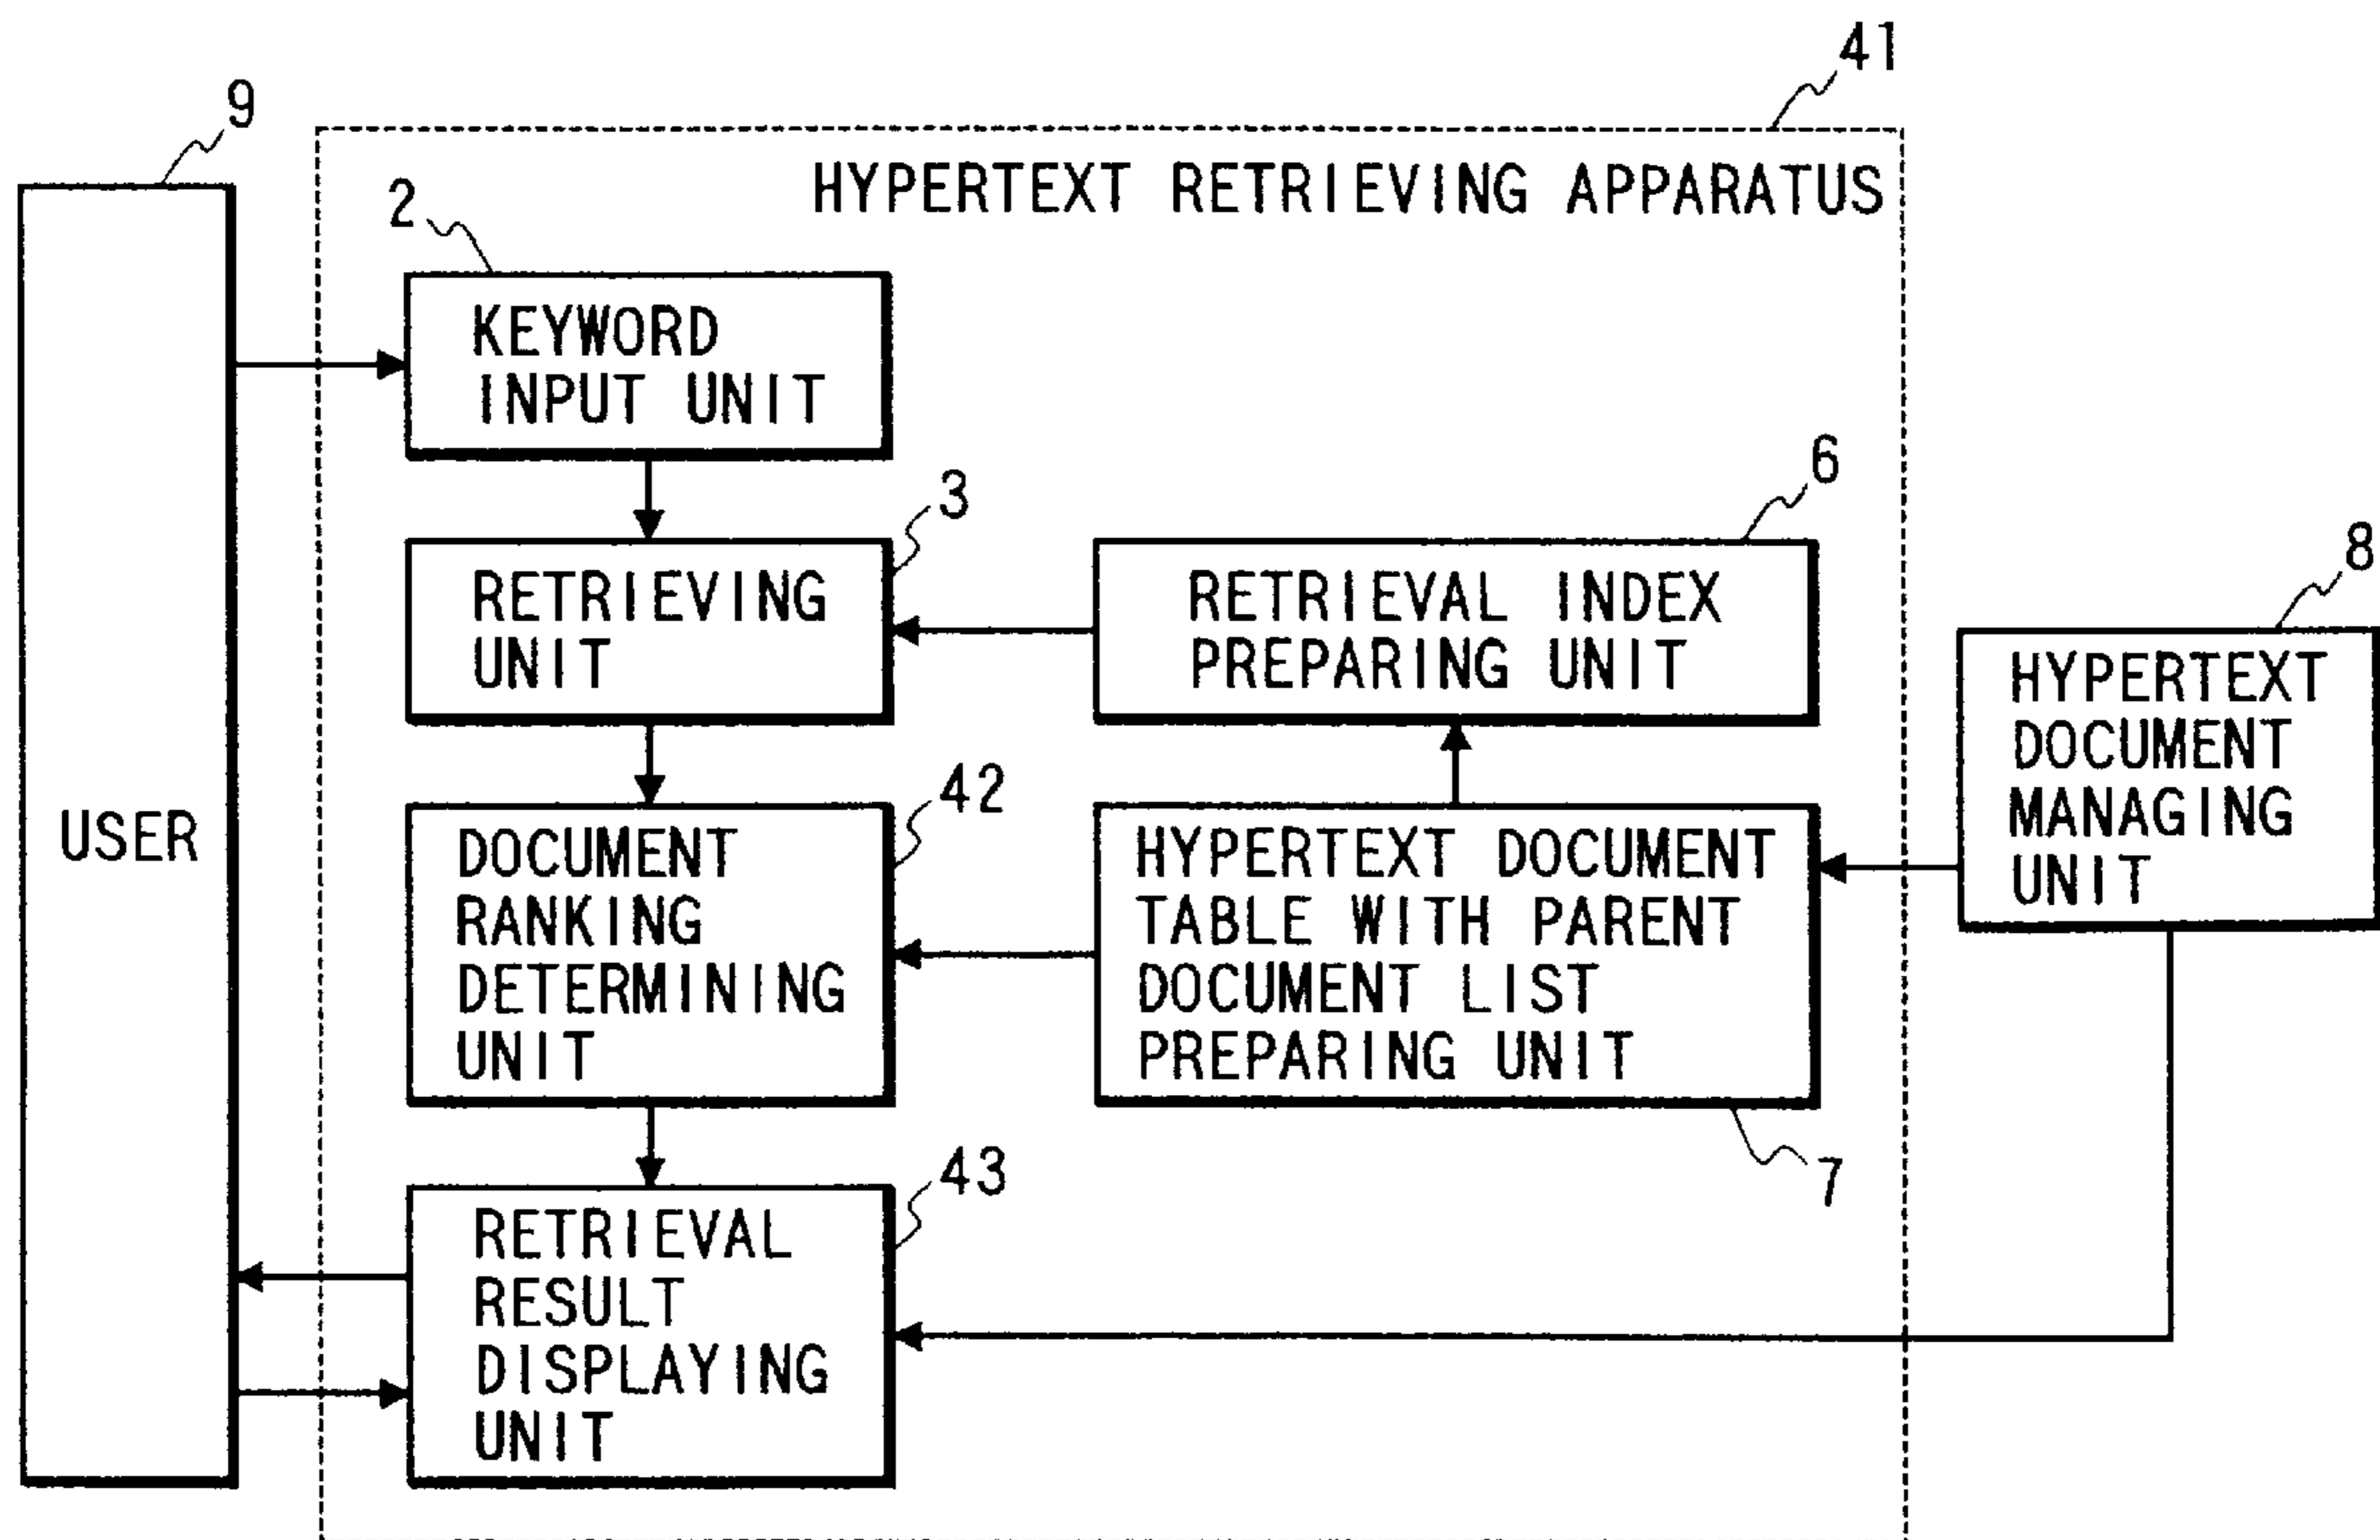 41
9
HYPERTEXT RETRIEVING APPARATUS
2
KEYWORD
INPUT UNIT
3
RETRIEVING
UNIT
6
RETRIEVAL INDEX
PREPARING UNIT
8
HYPERTEXT
DOCUMENT
MANAGING
UNIT
USER
42
DOCUMENT
RANKING
DETERMINING
UNIT
HYPERTEXT DOCUMENT
TABLE WITH PARENT
DOCUMENT LIST
PREPARING UNIT
7
43
RETRIEVAL
RESULT
DISPLAYING
UNIT